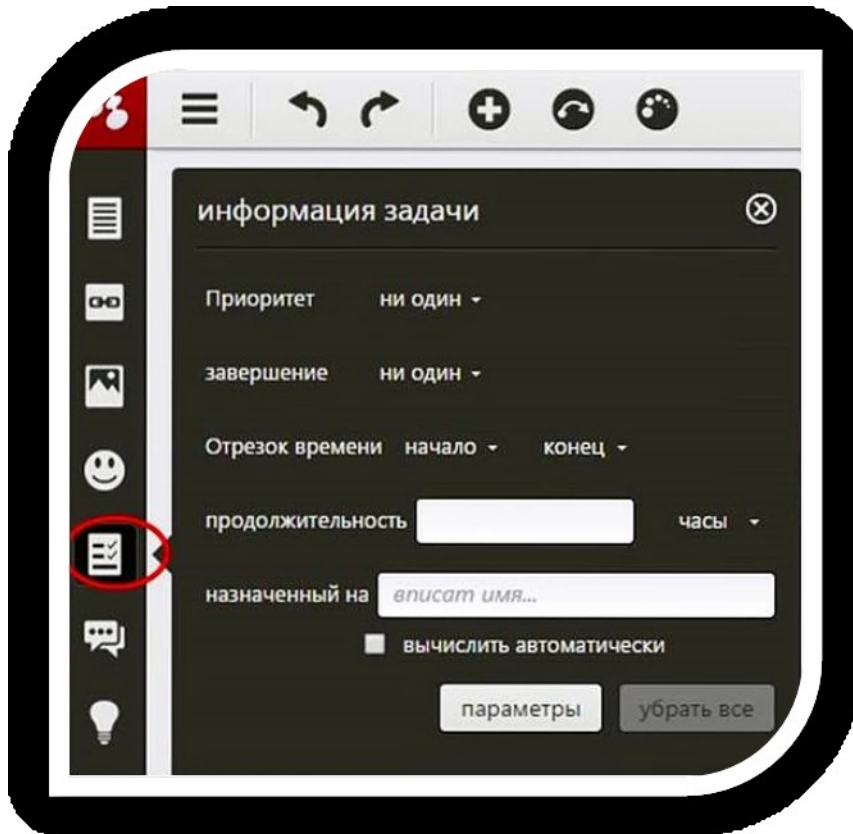 информация задачи
Приоритет ни один
завершение ни один
Отрезок времени начало конец
продолжительность часы
назначенный на вписат имя...
вычислить автоматически
параметры убрать все